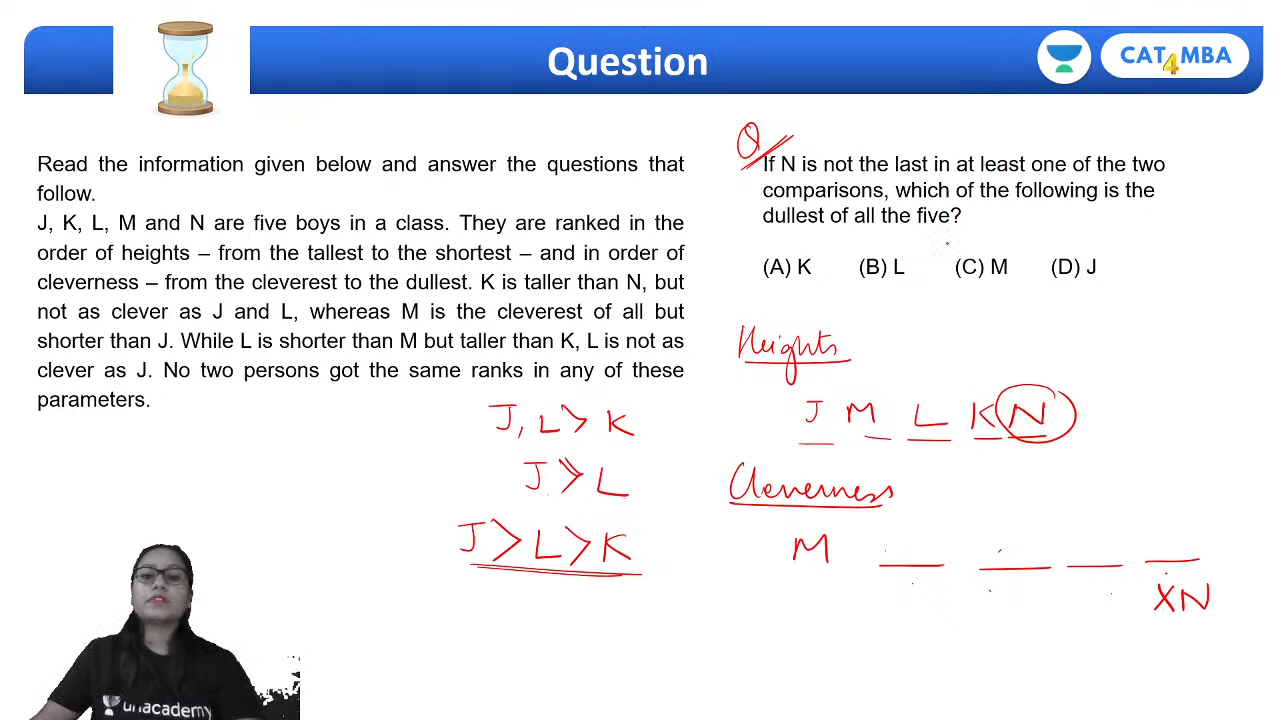 Question
CAT4MBA
Read the information given below and answer the questions that
follow.
J, K, L, M and N are five boys in a class. They are ranked in the
order of heights – from the tallest to the shortest – and in order of
cleverness – from the cleverest to the dullest. K is taller than N, but
not as clever as J and L, whereas M is the cleverest of all but
shorter than J. While L is shorter than M but taller than K, L is not as
clever as J. No two persons got the same ranks in any of these
parameters.
J, L > K
J > L
J > L > K
Q
If N is not the last in at least one of the two
comparisons, which of the following is the
dullest of all the five?
(A) K (B) L (C) M (D) J
Heights
J M L K N
Cleverness
M
X N
unacademy